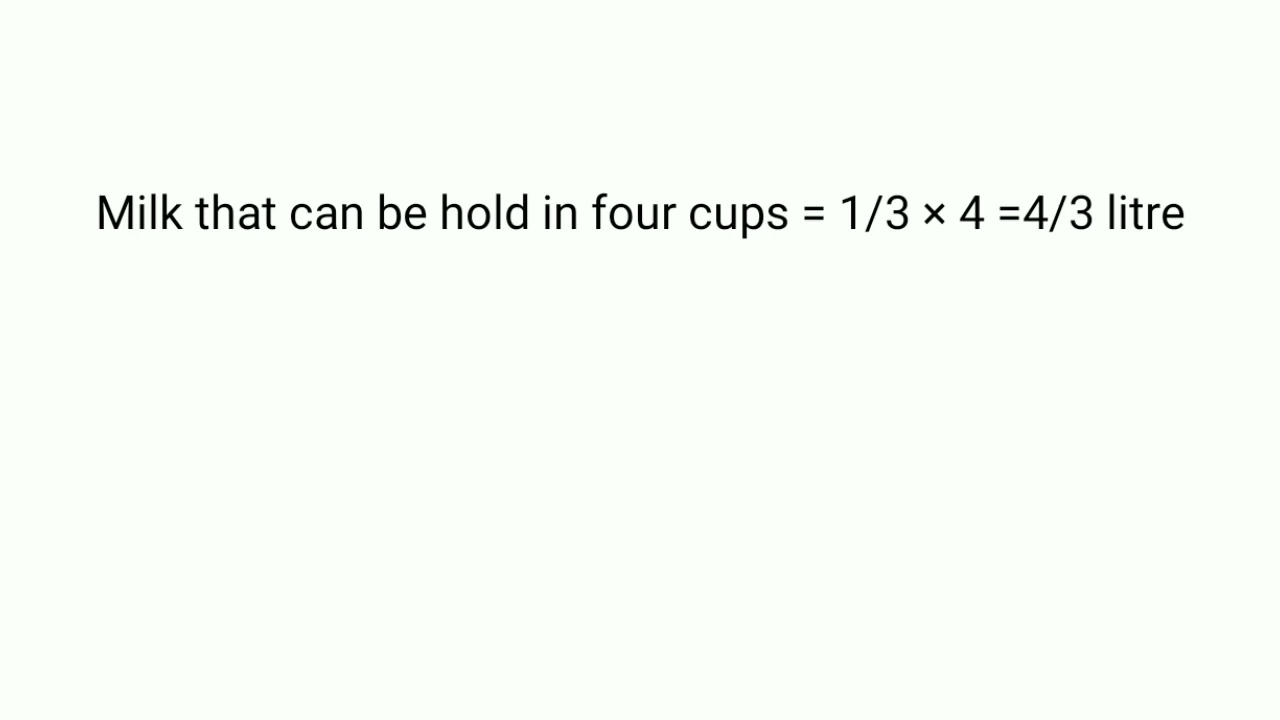 Milk that can be hold in four cups = 1/3 × 4 =4/3 litre